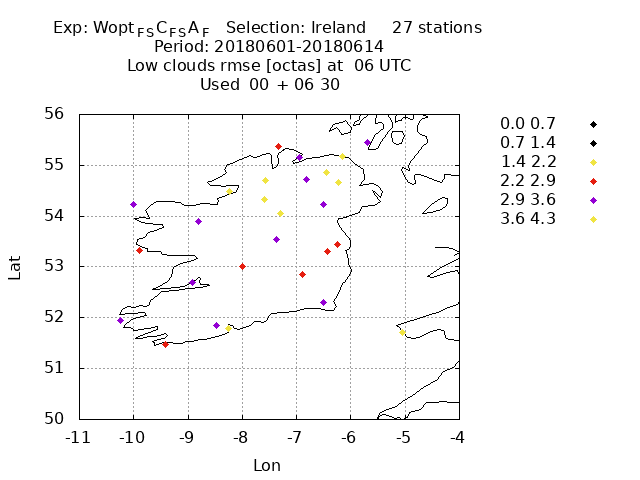 Exp: WoptFSCFSAF Selection: Ireland 27 stations
Period: 20180601-20180614
Low clouds rmse [octas] at 06 UTC
Used 00 + 06 30
56
55
54
53
52
51
50
-11 -10 -9 -8 -7 -6 -5 -4
Lat
Lon
0.0 0.7
0.7 1.4
1.4 2.2
2.2 2.9
2.9 3.6
3.6 4.3